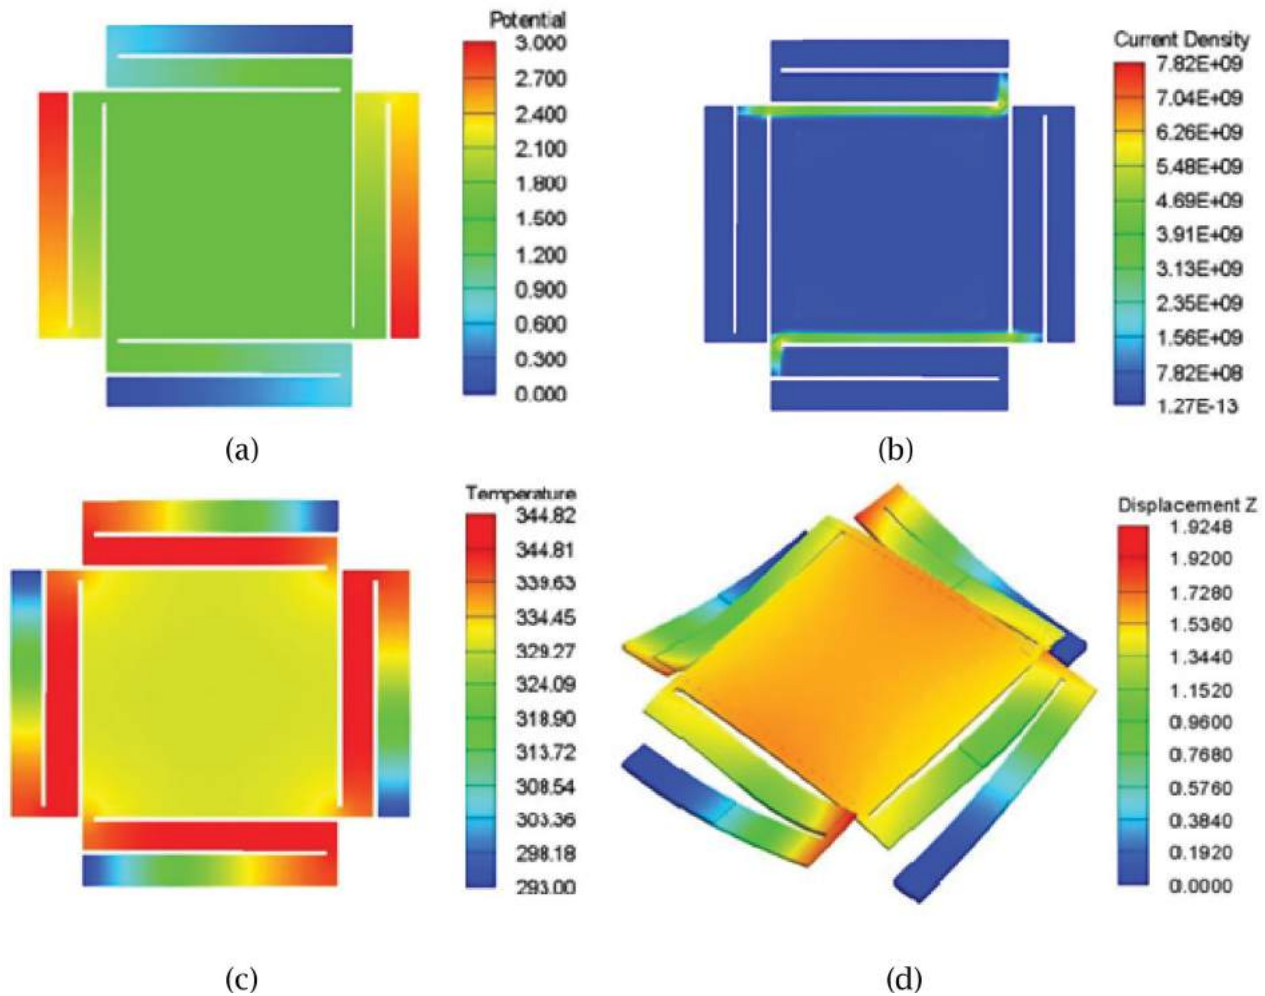 Potential
3.000
2.700
2.400
2.100
1.800
1.500
1.200
0.900
0.600
0.300
0.000
(a)
Current Density
7.82E+09
7.04E+09
6.26E+09
5.48E+09
4.69E+09
3.91E+09
3.13E+09
2.35E+09
1.56E+09
7.82E+08
1.27E-13
(b)
Temperature
344.82
344.81
339.63
334.45
329.27
324.09
318.90
313.72
308.54
303.36
298.18
293.00
(c)
Displacement Z
1.9248
1.9200
1.7280
1.5360
1.3440
1.1520
0.9600
0.7680
0.5760
0.3840
0.1920
0.0000
(d)